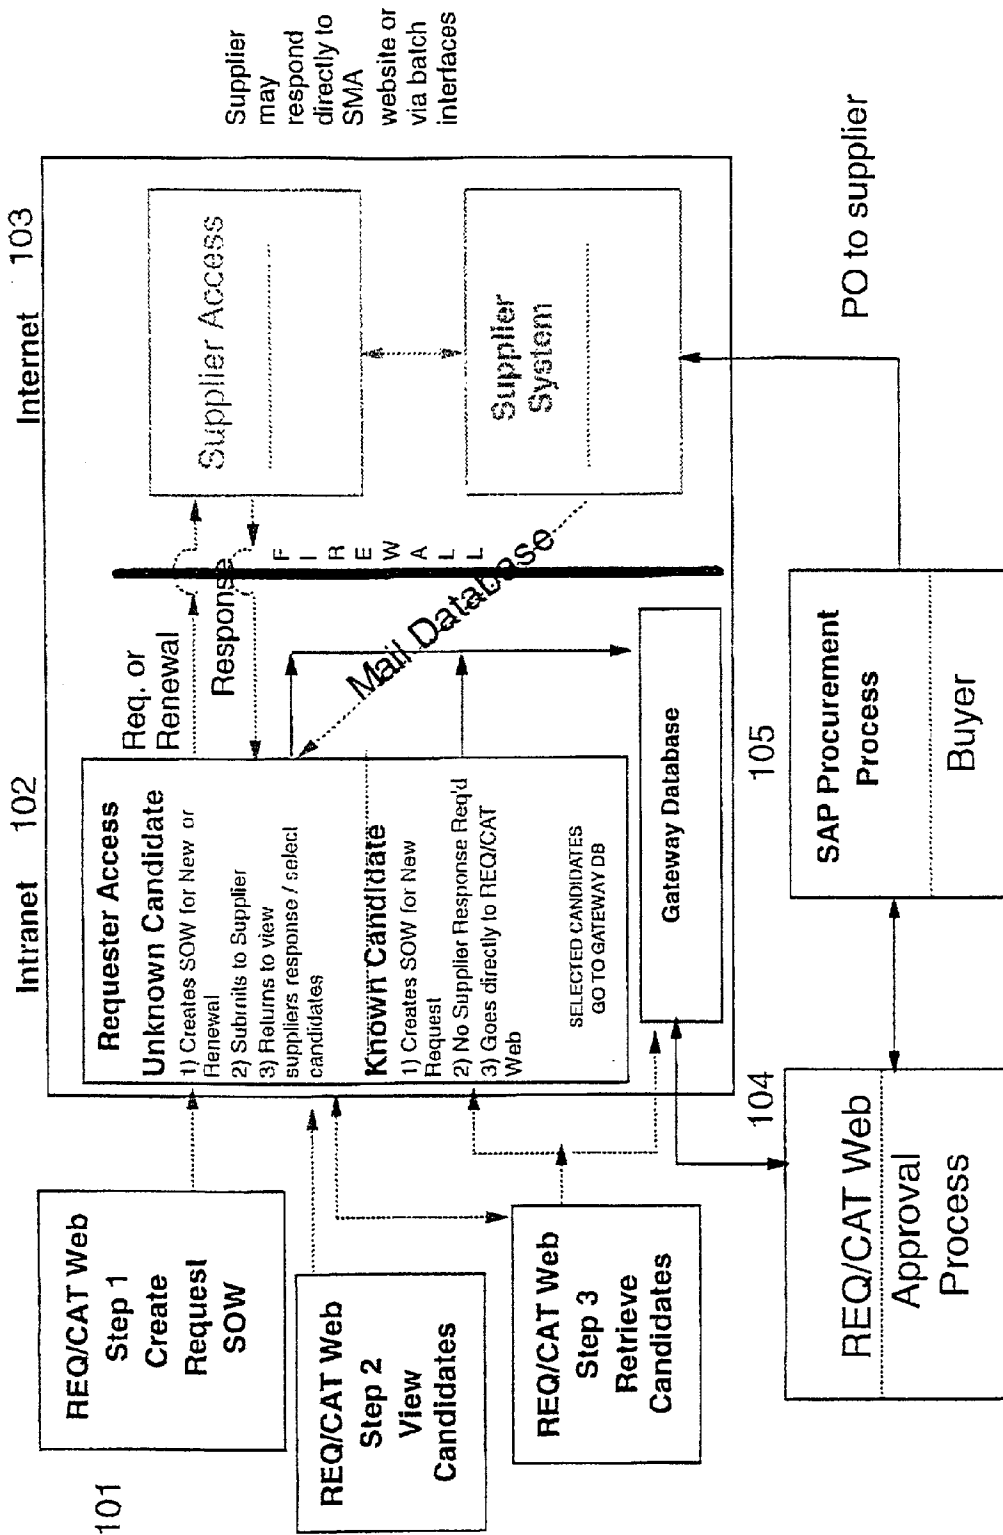 101
REQ/CAT Web
Step 1
Create
Request
SOW
REQ/CAT Web
Step 2
View
Candidates
REQ/CAT Web
Step 3
Retrieve
Candidates
104
REQ/CAT Web
Approval
Process
Intranet 102
Requester Access
Unknown Candidate
1) Creates SOW for New or
Renewal
2) Submits to Supplier
3) Returns to view
suppliers response / select
candidates
Known Candidate
1) Creates SOW for New
Request
2) No Supplier Response Req'd
3) Goes directly to REQ/CAT
Web
SELECTED CANDIDATES
GO TO GATEWAY DB
Gateway Database
105
SAP Procurement
Process
Buyer
Req. or
Renewal
Response
Mail Database
FIREWALL
Internet 103
Supplier Access
Supplier
System
PO to supplier
Supplier
may
respond
directly to
SMA
website or
via batch
interfaces